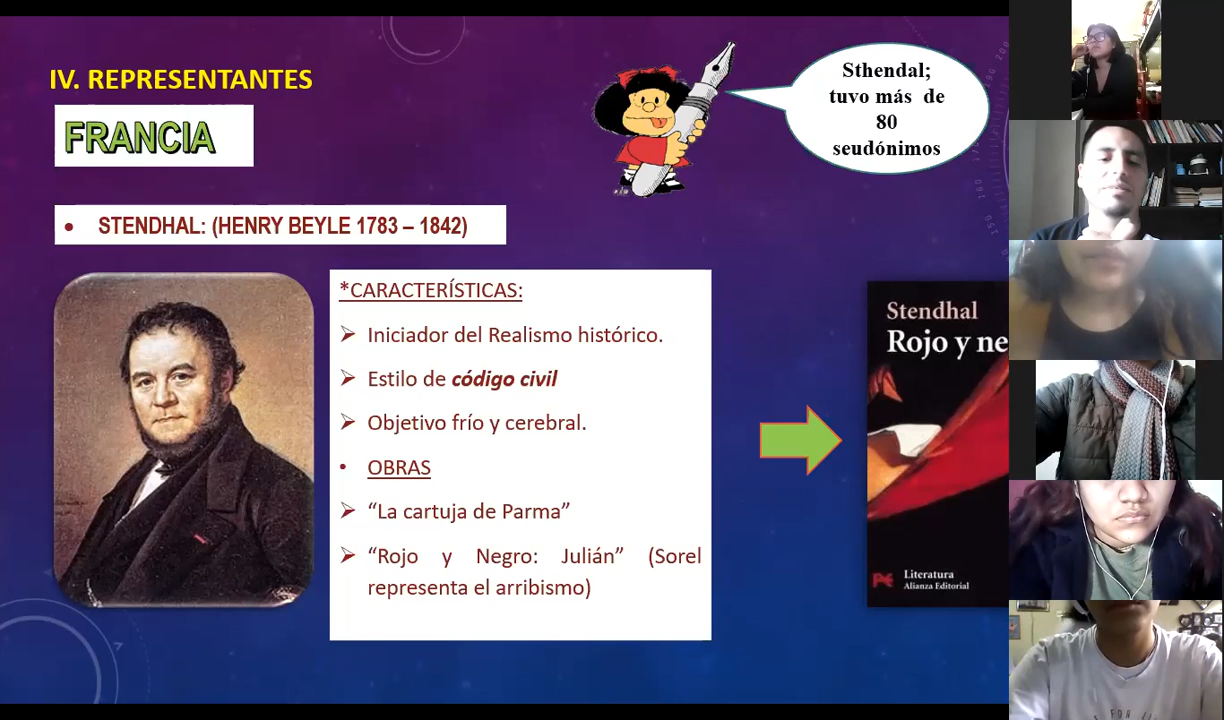 IV. REPRESENTANTES
FRANCIA
Sthendal;
tuvo más de
80
seudónimos
• STENDHAL: (HENRY BEYLE 1783 – 1842)
*CARACTERÍSTICAS:
➢ Iniciador del Realismo histórico.
➢ Estilo de código civil
➢ Objetivo frío y cerebral.
• OBRAS
➢ “La cartuja de Parma”
➢ “Rojo y Negro: Julián” (Sorel
representa el arribismo)
Stendhal
Rojo y ne
Literatura
Alianza Editorial